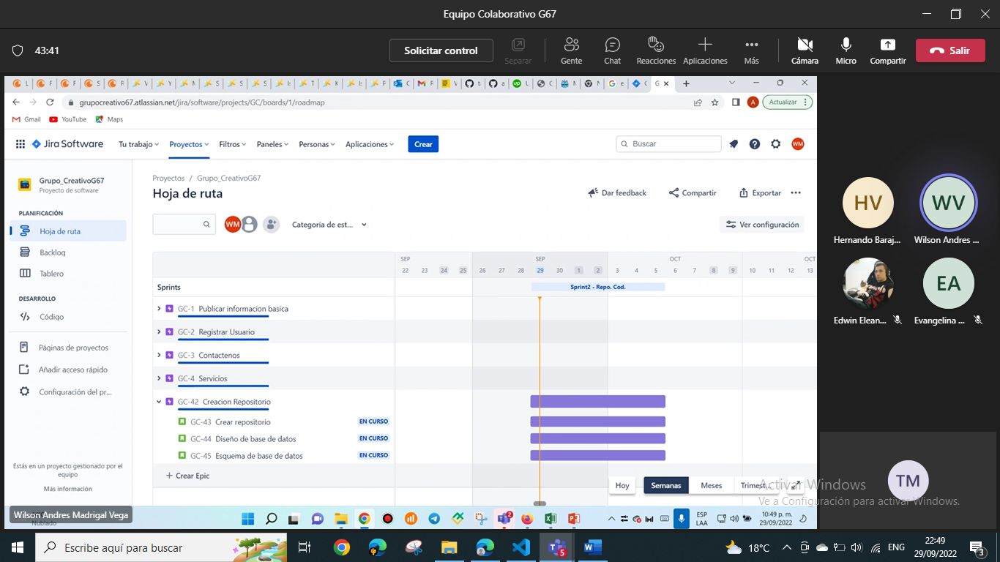 Equipo Colaborativo G67
43:41
Solicitar control
Separar
Gente
Chat
Reacciones
Aplicaciones
Más
Cámara
Micro
Compartir
Salir
grupocreativo67.atlassian.net/jira/software/projects/GC/boards/1/roadmap
A
Actualizar
Gmail
YouTube
Maps
Jira Software
Tu trabajo
Proyectos
Filtros
Paneles
Personas
Aplicaciones
Crear
Buscar
WM
Grupo_CreativoG67
Proyecto de software
PLANIFICACIÓN
Hoja de ruta
Backlog
Tablero
DESARROLLO
Código
Páginas de proyectos
Añadir acceso rápido
Configuración del pr...
Estás en un proyecto gestionado por el
equipo
Más información
Proyectos / Grupo_CreativoG67
Hoja de ruta
Dar feedback
Compartir
Exportar
WM
Categoría de est...
Ver configuración
SEP SEP OCT OCT
22 23 24 25 26 27 28 29 30 1 2 3 4 5 6 7 8 9 10 11 12 13
Sprints
Sprint2 - Repo. Cod.
GC-1 Publicar informacion basica
GC-2 Registrar Usuario
GC-3 Contactenos
GC-4 Servicios
GC-42 Creacion Repositorio
GC-43 Crear repositorio EN CURSO
GC-44 Diseño de base de datos EN CURSO
GC-45 Esquema de base de datos EN CURSO
+ Crear Epic
Hoy
Semanas
Meses
Trimest...
HV
Hernando Baraj...
WV
Wilson Andres ...
Edwin Elean...
EA
Evangelina ...
TM
Activar Windows
Ve a Configuración para activar Windows.
Wilson Andres Madrigal Vega
Nublado
2
ESP
LAA
10:49 p. m.
29/09/2022
Escribe aquí para buscar
5
18°C
ENG
22:49
29/09/2022
3